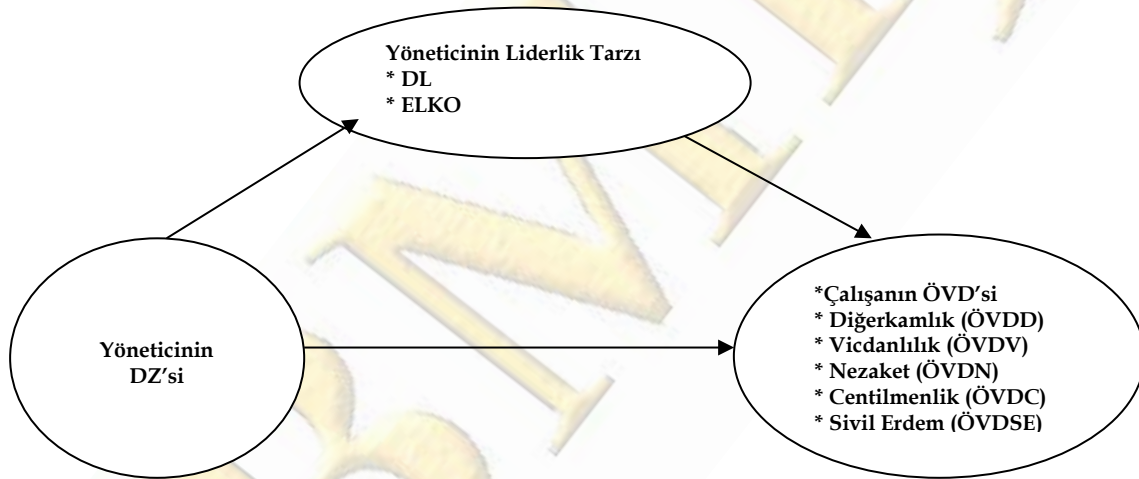 Yöneticinin Liderlik Tarzı
* DL
* ELKO
Yöneticinin
DZ’si
*Çalışanın ÖVD’si
* Diğerkamlık (ÖVDD)
* Vicdanlılık (ÖVDV)
* Nezaket (ÖVDN)
* Centilmenlik (ÖVDC)
* Sivil Erdem (ÖVDSE)